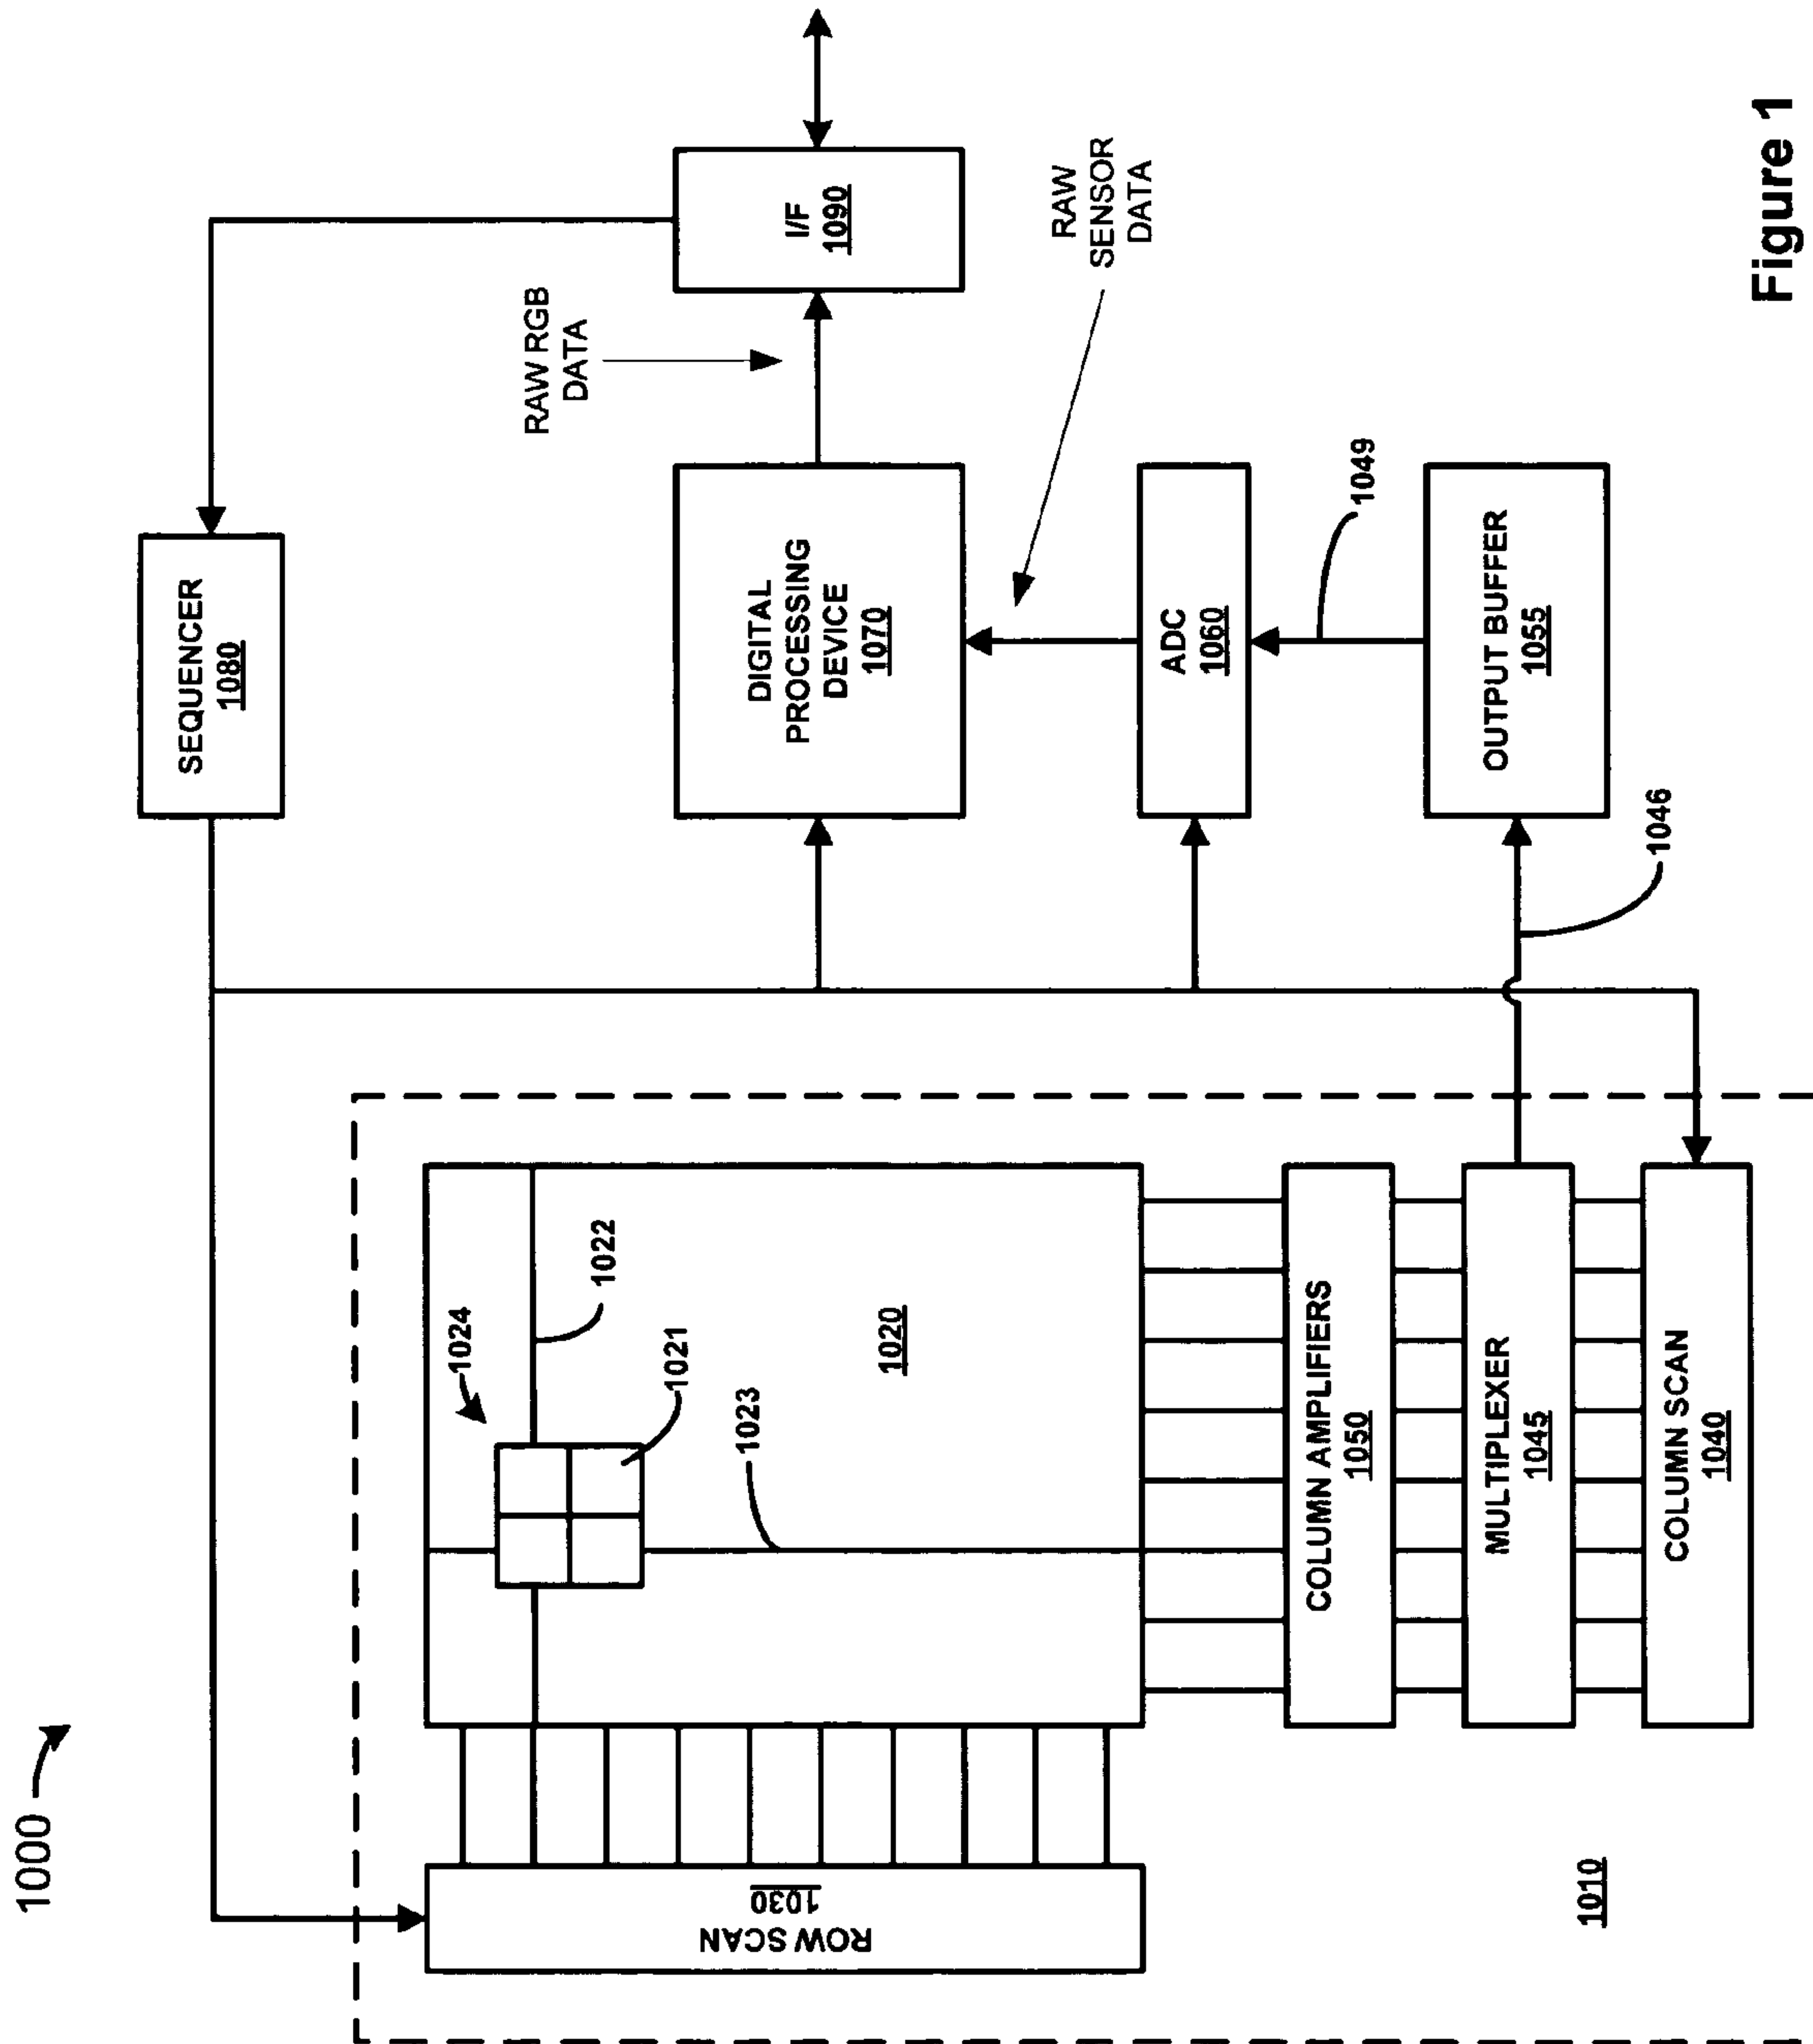 1000
SEQUENCER
1080
I/F
1090
RAW RGB
DATA
DIGITAL
PROCESSING
DEVICE
1070
RAW
SENSOR
DATA
ADC
1060
1049
OUTPUT BUFFER
1055
1046
1024
1022
1021
1023
1020
ROW SCAN
1030
COLUMN AMPLIFIERS
1050
MULTIPLEXER
1045
COLUMN SCAN
1040
1010
Figure 1